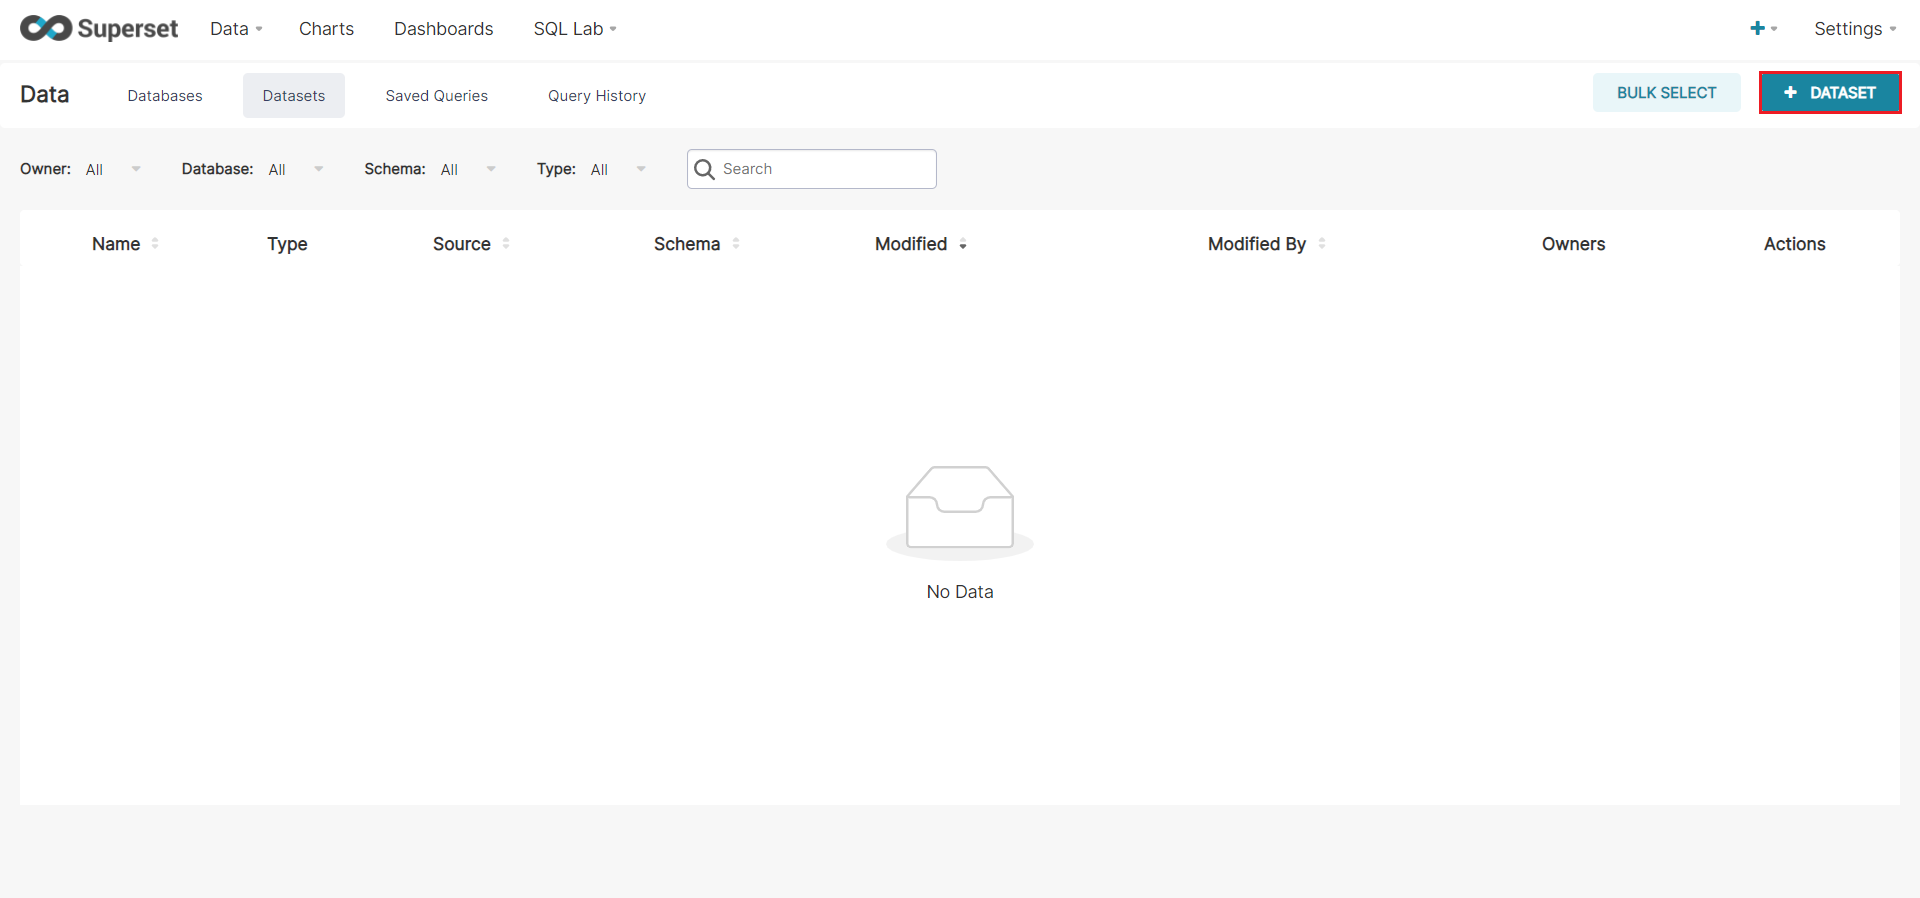 Superset Data Charts Dashboards SQL Lab Settings
Data Databases Datasets Saved Queries Query History BULK SELECT + DATASET
Owner: All Database: All Schema: All Type: All Search
Name Type Source Schema Modified Modified By Owners Actions
No Data